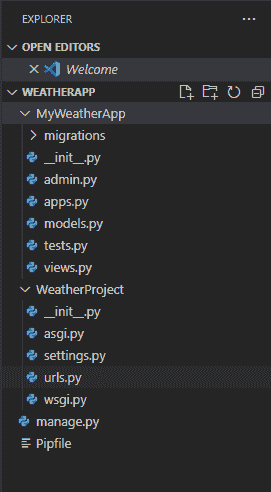 EXPLORER
OPEN EDITORS
Welcome
WEATHERAPP
MyWeatherApp
migrations
__init__.py
admin.py
apps.py
models.py
tests.py
views.py
WeatherProject
__init__.py
asgi.py
settings.py
urls.py
wsgi.py
manage.py
Pipfile